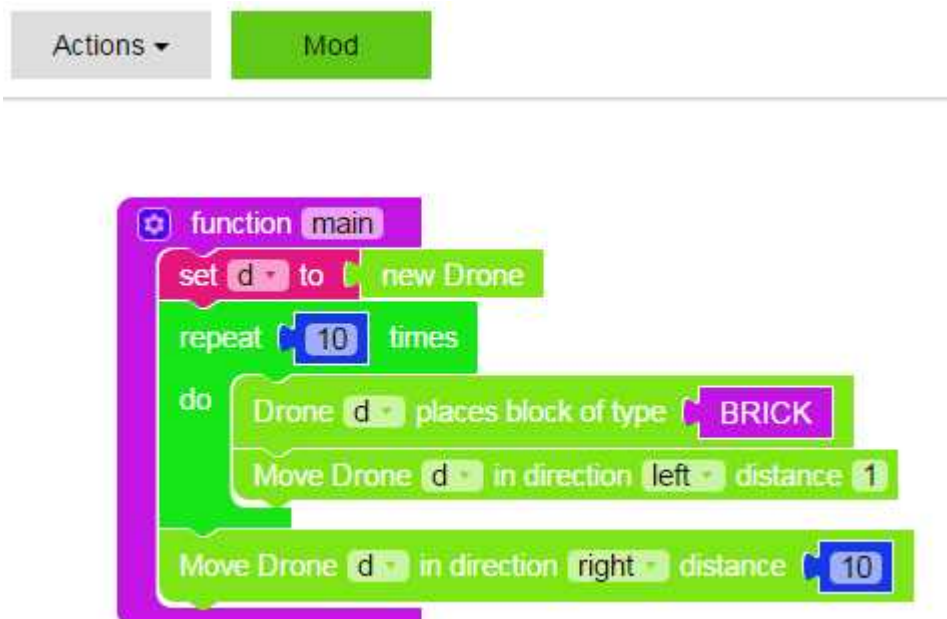 Actions Mod
function main
set d to new Drone
repeat 10 times
do Drone d places block of type BRICK
Move Drone d in direction left distance 1
Move Drone d in direction right distance 10